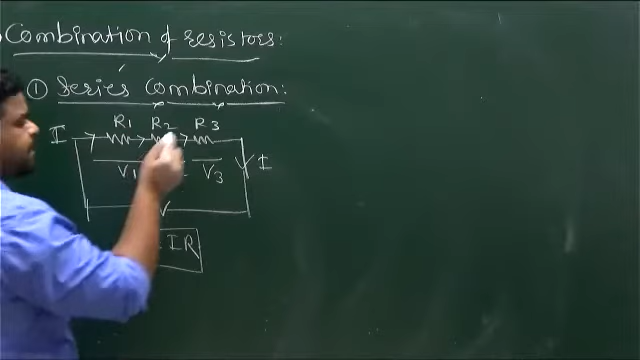 Combination of resistors:
① Series combination:
R1 R2 R3
I I
V1 V3
V
IR